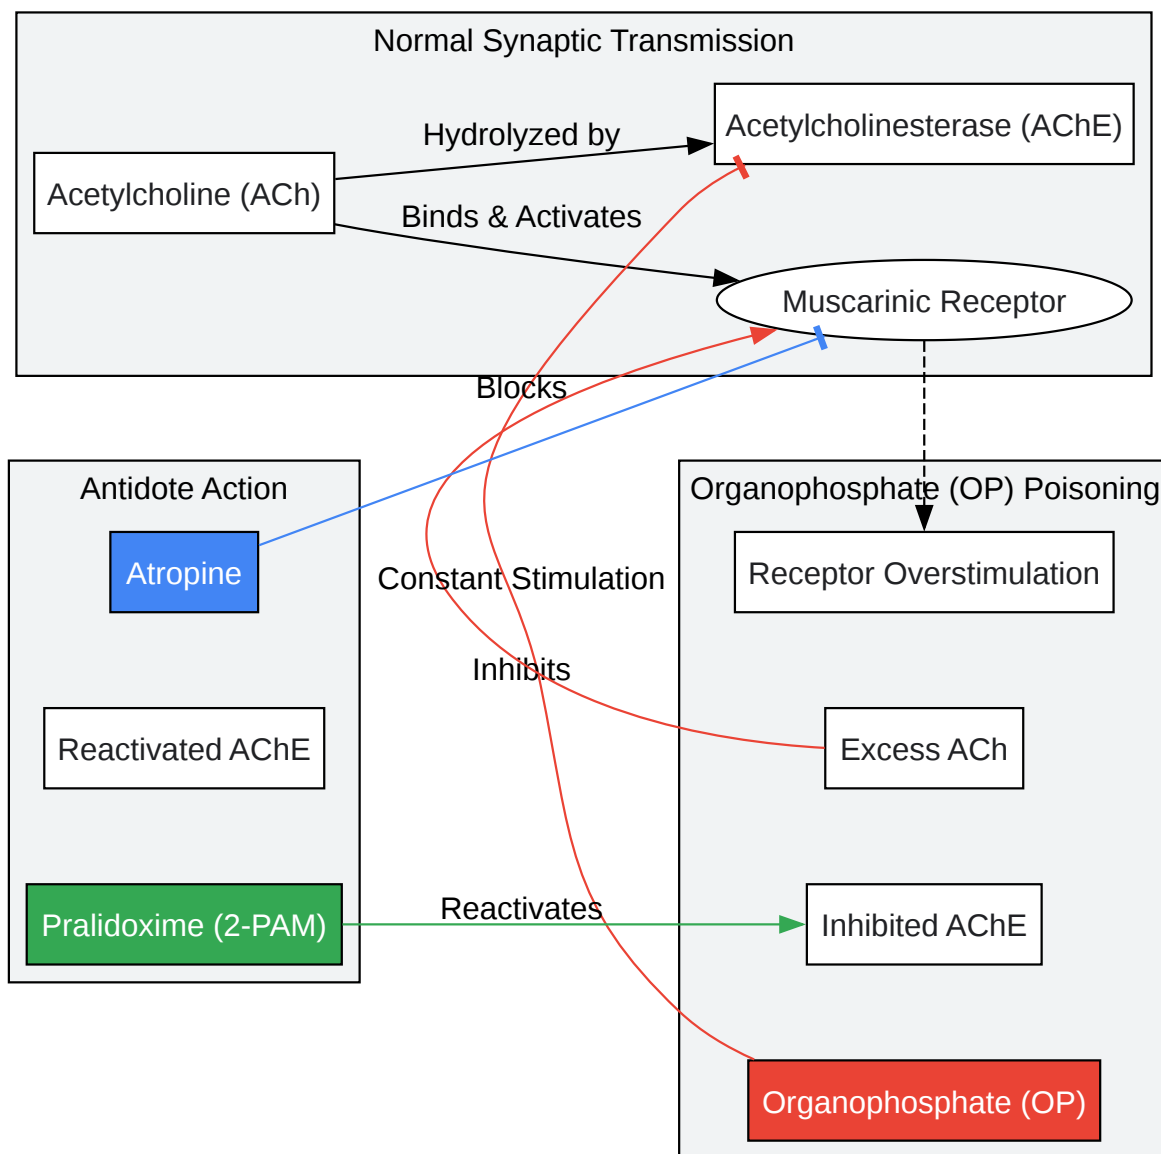 Normal Synaptic Transmission
Acetylcholinesterase (AChE)
Hydrolyzed by
Acetylcholine (ACh)
Binds & Activates
Muscarinic Receptor
Blocks
Antidote Action
Organophosphate (OP) Poisoning
Atropine
Constant Stimulation
Receptor Overstimulation
Inhibits
Reactivated AChE
Excess ACh
Pralidoxime (2-PAM)
Reactivates
Inhibited AChE
Organophosphate (OP)